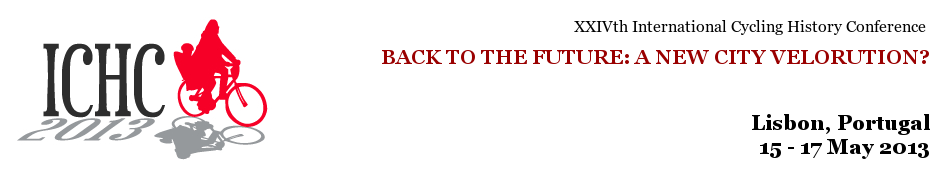 ICHC
2013
XXIVth International Cycling History Conference
BACK TO THE FUTURE: A NEW CITY VELORUTION?
Lisbon, Portugal
15 - 17 May 2013